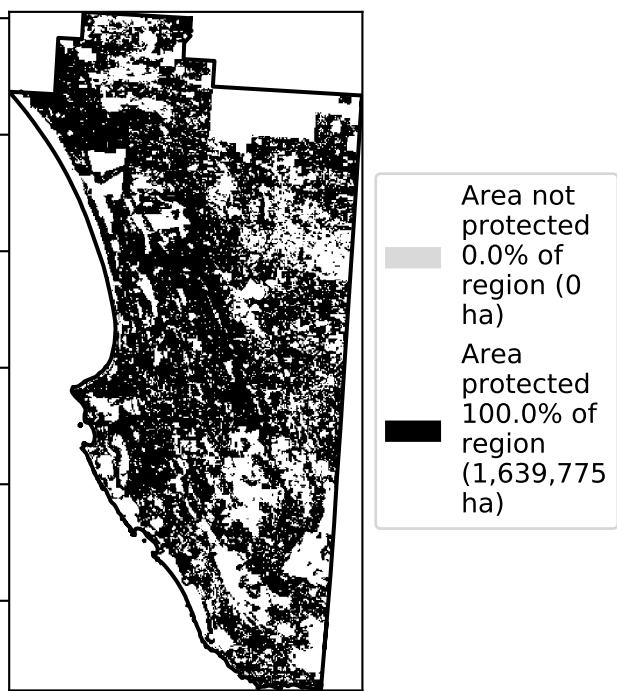 Area not
protected
0.0% of
region (0
ha)
Area
protected
100.0% of
region
(1,639,775
ha)